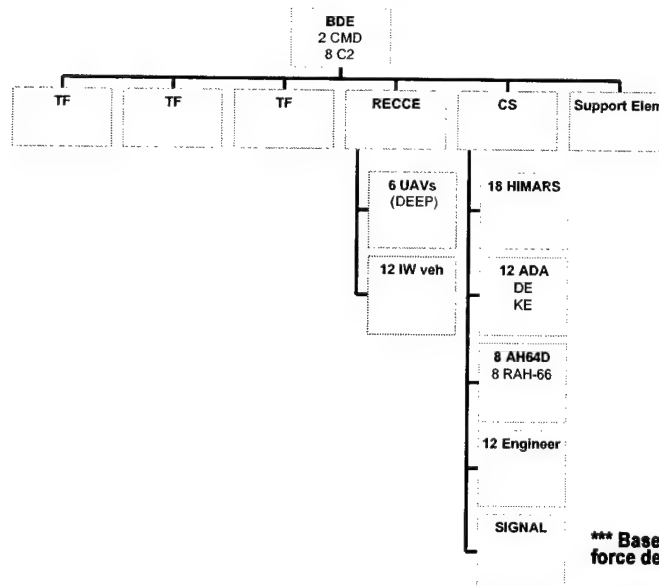 BDE
2 CMD
8 C2
TF
TF
TF
RECCE
CS
Support Elem
6 UAVs
(DEEP)
12 IW veh
18 HIMARS
12 ADA
DE
KE
8 AH64D
8 RAH-66
12 Engineer
SIGNAL
*** Base
force de